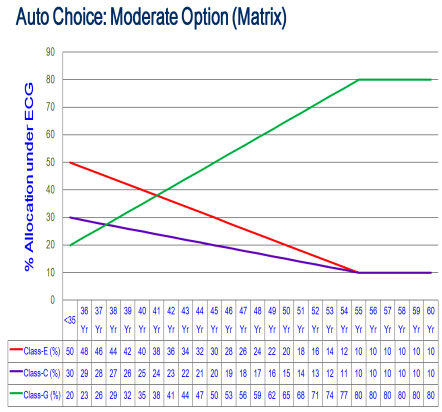 Auto Choice: Moderate Option (Matrix)
% Allocation under ECG
90
80
70
60
50
40
30
20
10
0
<35 36 Yr 37 Yr 38 Yr 39 Yr 40 Yr 41 Yr 42 Yr 43 Yr 44 Yr 45 Yr 46 Yr 47 Yr 48 Yr 49 Yr 50 Yr 51 Yr 52 Yr 53 Yr 54 Yr 55 Yr 56 Yr 57 Yr 58 Yr 59 Yr 60 Yr
Class-E (%) 50 48 46 44 42 40 38 36 34 32 30 28 26 24 22 20 18 16 14 12 10 10 10 10 10 10
Class-C (%) 30 29 28 27 26 25 24 23 22 21 20 19 18 17 16 15 14 13 12 11 10 10 10 10 10 10
Class-G (%) 20 23 26 29 32 35 38 41 44 47 50 53 56 59 62 65 68 71 74 77 80 80 80 80 80 80